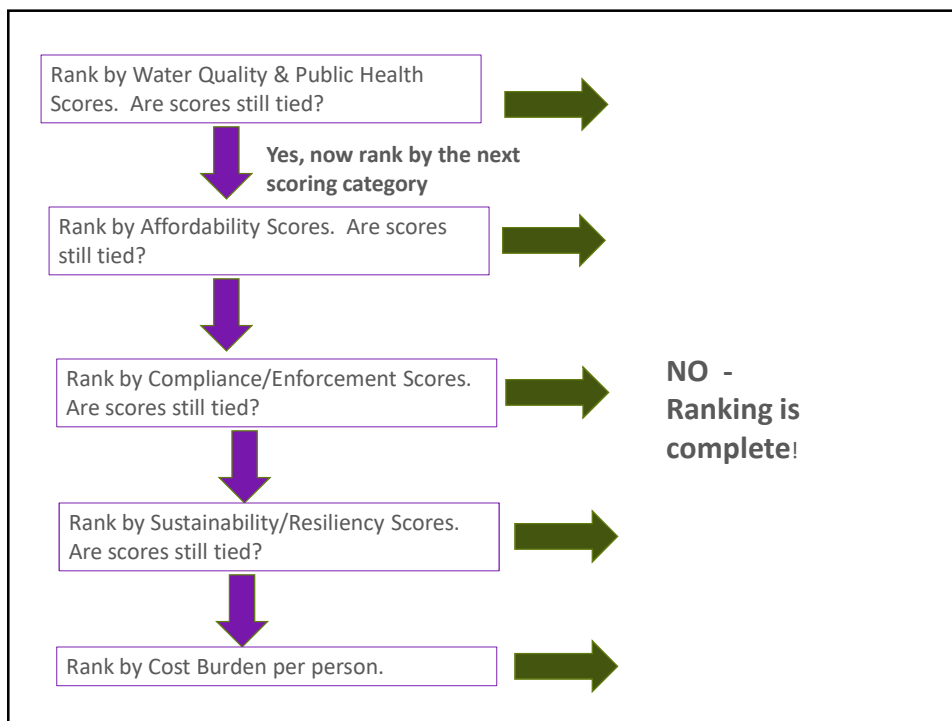 Rank by Water Quality & Public Health
Scores.  Are scores still tied?
Yes, now rank by the next
scoring category
Rank by Affordability Scores.  Are scores
still tied?
Rank by Compliance/Enforcement Scores.
Are scores still tied?
NO  -
Ranking is
complete!
Rank by Sustainability/Resiliency Scores.
Are scores still tied?
Rank by Cost Burden per person.